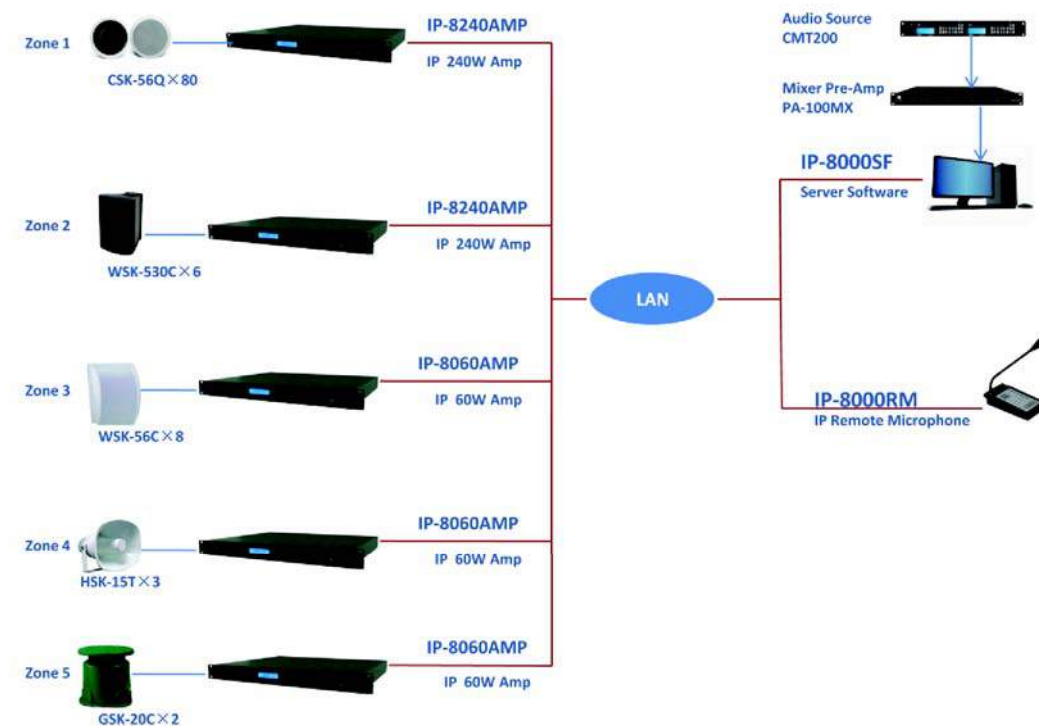 Zone 1
CSK-56Q×80
IP-8240AMP
IP 240W Amp
Zone 2
WSK-530C×6
IP-8240AMP
IP 240W Amp
Zone 3
WSK-56C×8
IP-8060AMP
IP 60W Amp
Zone 4
HSK-15T×3
IP-8060AMP
IP 60W Amp
Zone 5
GSK-20C×2
IP-8060AMP
IP 60W Amp
LAN
Audio Source
CMT200
Mixer Pre-Amp
PA-100MX
IP-8000SF
Server Software
IP-8000RM
IP Remote Microphone